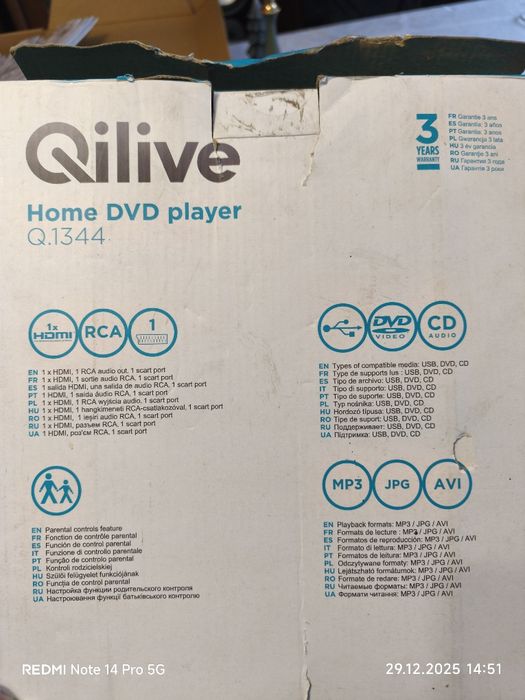 Qilive
Home DVD player
Q.1344
3
YEARS
WARRANTY
FR Garantie 3 ans
ES Garantía: 3 años
PT Garantia: 3 anos
PL Gwarancja 3 lata
HU 3 év garancia
RO Garanţie 3 ani
RU Гарантия 3 года
UA Гарантія 3 роки
1x
HDMI
RCA
1
EN 1 x HDMI, 1 RCA audio out, 1 scart port
FR 1 x HDMI, 1 sortie audio RCA, 1 scart port
ES 1 salida HDMI, una salida de audio RCA, 1 scart port
PT 1 HDMI, 1 saída áudio RCA, 1 scart port
PL 1 x HDMI, 1 RCA wyjścia audio, 1 scart port
HU 1 x HDMI, 1 hangkimeneti RCA-csatlakozóval, 1 scart port
RO 1 x HDMI, 1 ieşiri audio RCA, 1 scart port
RU 1 x HDMI, разъем RCA, 1 scart port
UA 1 HDMI, роз'єм RCA, 1 scart port
DVD
VIDEO
CD
AUDIO
EN Types of compatible media: USB, DVD, CD
FR Type de supports lus : USB, DVD, CD
ES Tipo de archivo: USB, DVD, CD
IT Tipo di supporto: USB, DVD, CD
PT Tipo de suporte: USB, DVD, CD
PL Typ nośnika: USB, DVD, CD
HU Hordozó típusa: USB, DVD, CD
RO Tipe de suport: USB, DVD, CD
RU Поддерживает: USB, DVD, CD
UA Підтримка: USB, DVD, CD
EN Parental controls feature
FR Fonction de contrôle parental
ES Función de control parental
IT Funzione di controllo parentale
PT Função de controlo parental
PL Kontroli rodzicielskiej
HU Szülői felügyelet funkciójának
RO Funcţia de control parental
RU Настройка функции родительского контроля
UA Настроювання функції батьківського контролю
MP3
JPG
AVI
EN Playback formats: MP3 / JPG / AVI
FR Formats de lecture : MP3 / JPG / AVI
ES Formatos de reproducción: MP3 / JPG / AVI
IT Formato di lettura: MP3 / JPG / AVI
PT Formatos de leitura: MP3 / JPG / AVI
PL Odczytywane formaty: MP3 / JPG / AVI
HU Lejátszható formátumok: MP3 / JPG / AVI
RO Formate de redare: MP3 / JPG / AVI
RU Читаемые форматы: MP3 / JPG / AVI
UA Формати читання: MP3 / JPG / AVI
REDMI Note 14 Pro 5G
29.12.2025 14:51